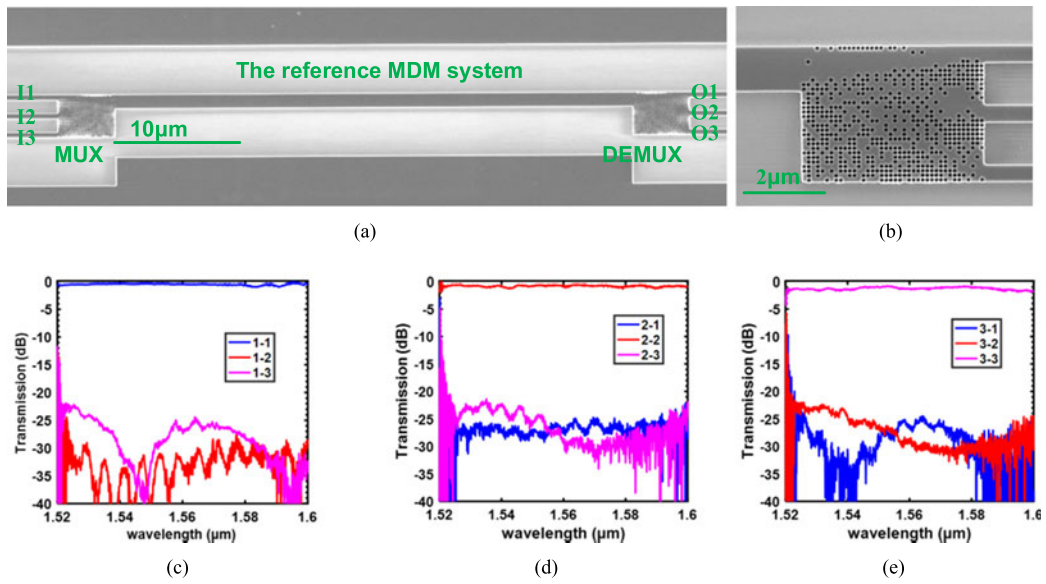 The reference MDM system
I1
I2
I3
O1
O2
O3
10μm
MUX
DEMUX
2μm
(a)
(b)
Transmission (dB)
0
-5
-10
-15
-20
-25
-30
-35
-40
1-1
1-2
1-3
1.52
1.54
1.56
1.58
1.6
wavelength (μm)
(c)
Transmission (dB)
0
-5
-10
-15
-20
-25
-30
-35
-40
2-1
2-2
2-3
1.52
1.54
1.56
1.58
1.6
wavelength (μm)
(d)
Transmission (dB)
0
-5
-10
-15
-20
-25
-30
-35
-40
3-1
3-2
3-3
1.52
1.54
1.56
1.58
1.6
wavelength (μm)
(e)